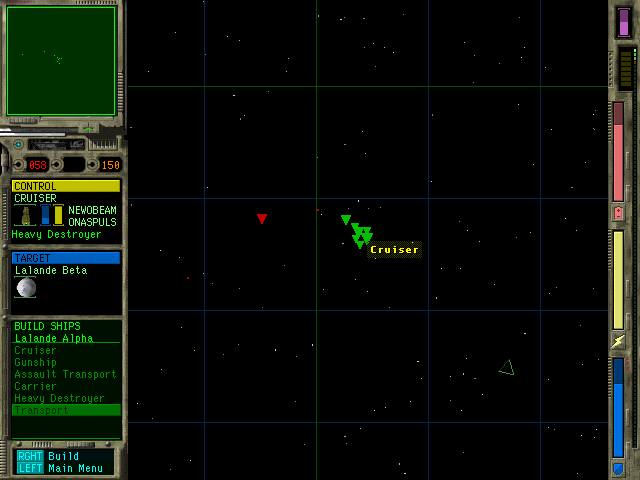 058 150
CONTROL
CRUISER
NEWOBEAM
ONASPULS
Heavy Destroyer
Cruiser
TARGET
Lalande Beta
BUILD SHIPS
Lalande Alpha
Cruiser
Gunship
Assault Transport
Carrier
Heavy Destroyer
Transport
RGHT Build
LEFT Main Menu